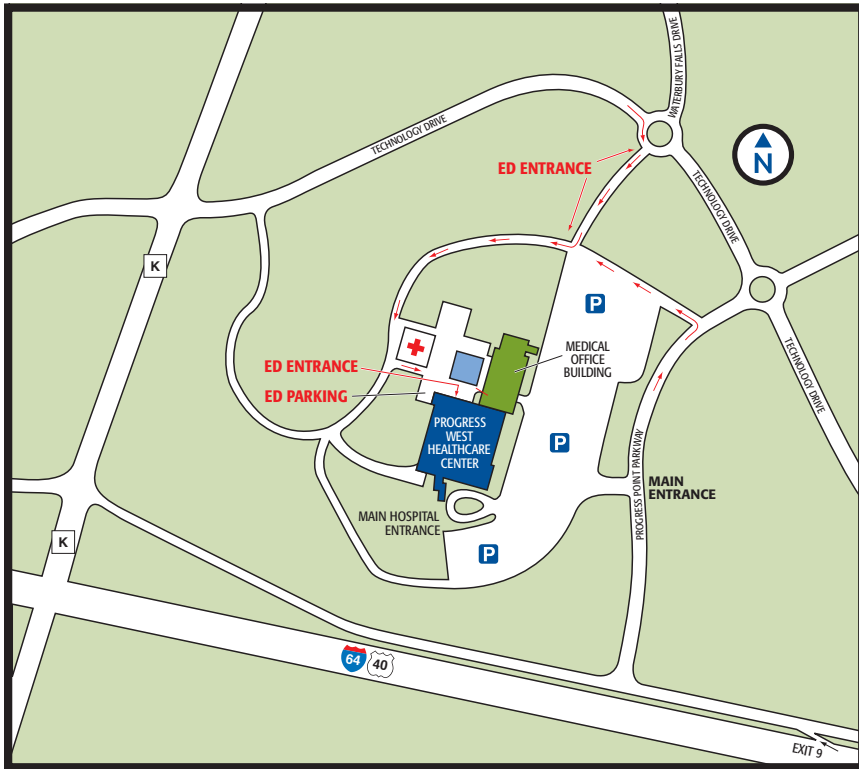 WATERBURY FALLS DRIVE
TECHNOLOGY DRIVE
N
ED ENTRANCE
TECHNOLOGY DRIVE
K
P
MEDICAL
OFFICE
BUILDING
ED ENTRANCE
ED PARKING
TECHNOLOGY DRIVE
PROGRESS
WEST
HEALTHCARE
CENTER
P
PROGRESS POINT PARKWAY
MAIN
ENTRANCE
MAIN HOSPITAL
ENTRANCE
K
P
64
40
EXIT 9